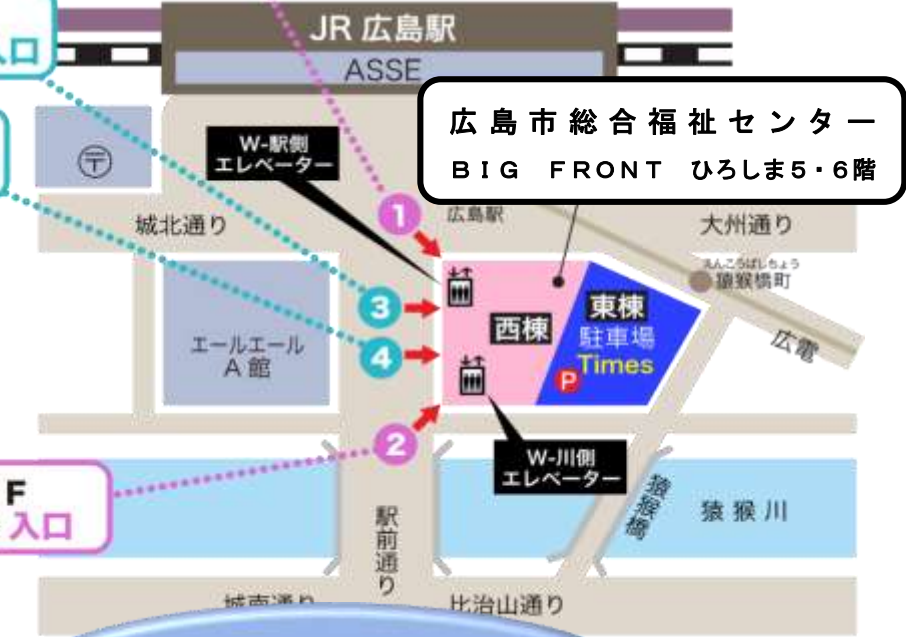 JR 広島駅
ASSE
入口
広島市総合福祉センター
BIG FRONT ひろしま5・6階
W-駅側
エレベーター
〒
1
広島駅
城北通り
大州通り
えんこうばしちょう
猿猴橋町
3
東棟
西棟
駐車場
エールエール
A 館
4
Times
P
広電
2
W-川側
エレベーター
F
入口
猿猴橋
猿猴川
駅前通り
城南通り
比治山通り